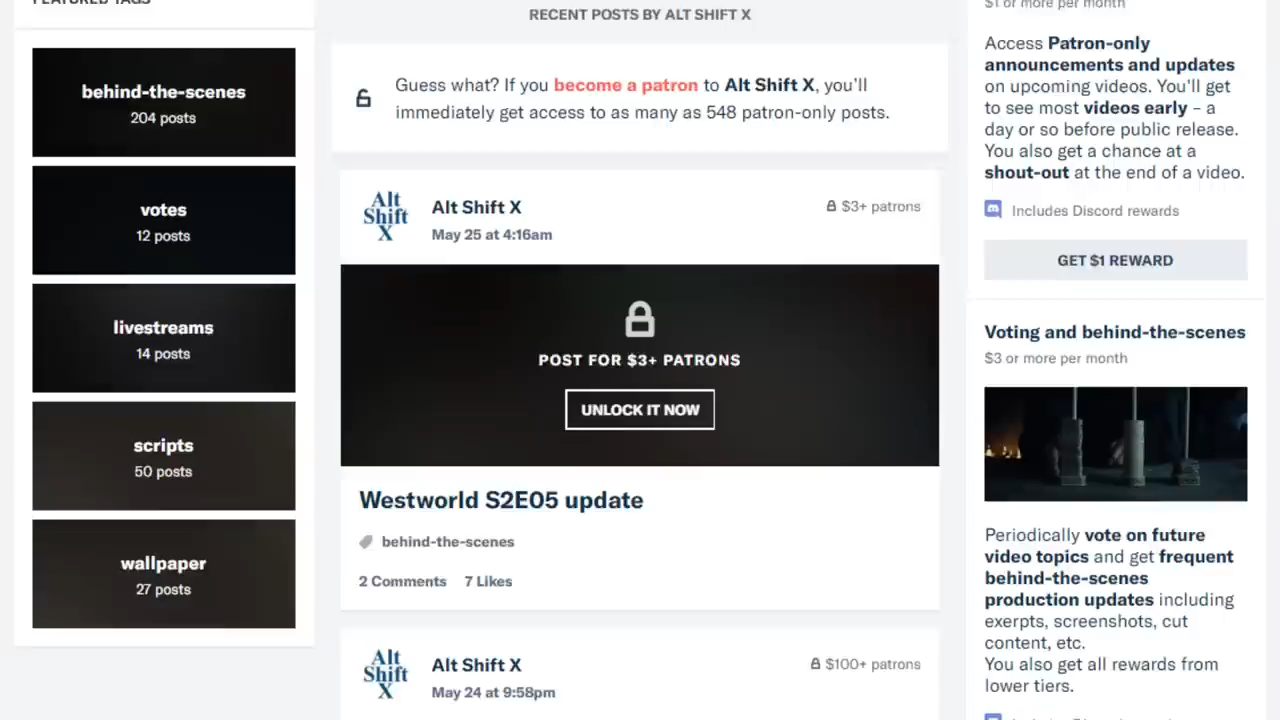 FEATURED TAGS
behind-the-scenes
204 posts
votes
12 posts
livestreams
14 posts
scripts
50 posts
wallpaper
27 posts
RECENT POSTS BY ALT SHIFT X
Guess what? If you become a patron to Alt Shift X, you'll
immediately get access to as many as 548 patron-only posts.
Alt
Shift
X
Alt Shift X
$3+ patrons
May 25 at 4:16am
POST FOR $3+ PATRONS
UNLOCK IT NOW
Westworld S2E05 update
behind-the-scenes
2 Comments 7 Likes
Alt
Shift
X
Alt Shift X
$100+ patrons
May 24 at 9:58pm
$1 or more per month
Access Patron-only
announcements and updates
on upcoming videos. You'll get
to see most videos early – a
day or so before public release.
You also get a chance at a
shout-out at the end of a video.
Includes Discord rewards
GET $1 REWARD
Voting and behind-the-scenes
$3 or more per month
Periodically vote on future
video topics and get frequent
behind-the-scenes
production updates including
exerpts, screenshots, cut
content, etc.
You also get all rewards from
lower tiers.